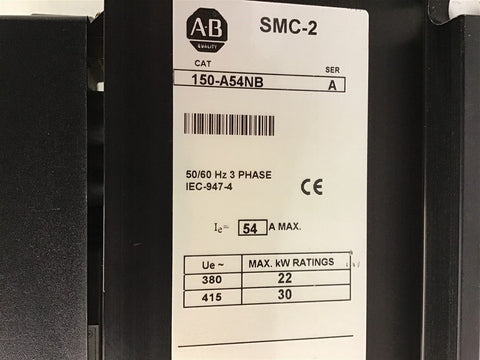 A-B
QUALITY
SMC-2
CAT
SER
150-A54NB
A
50/60 Hz 3 PHASE
IEC-947-4
CE
Ie= 54 A MAX.
Ue ~ MAX. kW RATINGS
380 22
415 30